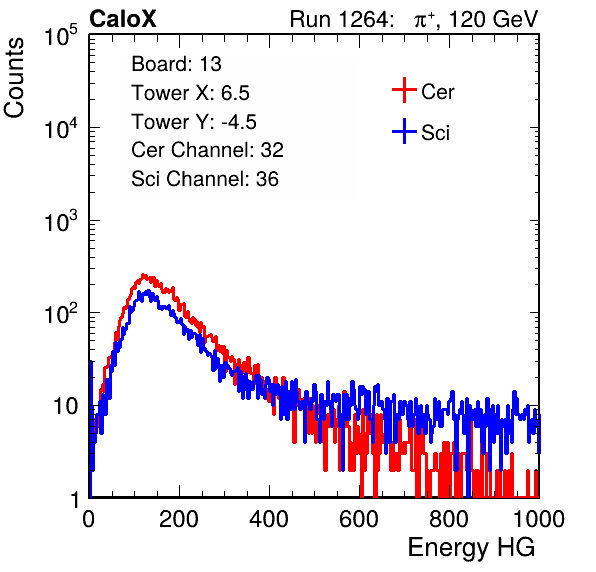 CaloX Run 1264: π⁺, 120 GeV
Counts
10⁵
10⁴
10³
10²
10
1
Board: 13
Tower X: 6.5
Tower Y: -4.5
Cer Channel: 32
Sci Channel: 36
Cer
Sci
0 200 400 600 800 1000
Energy HG